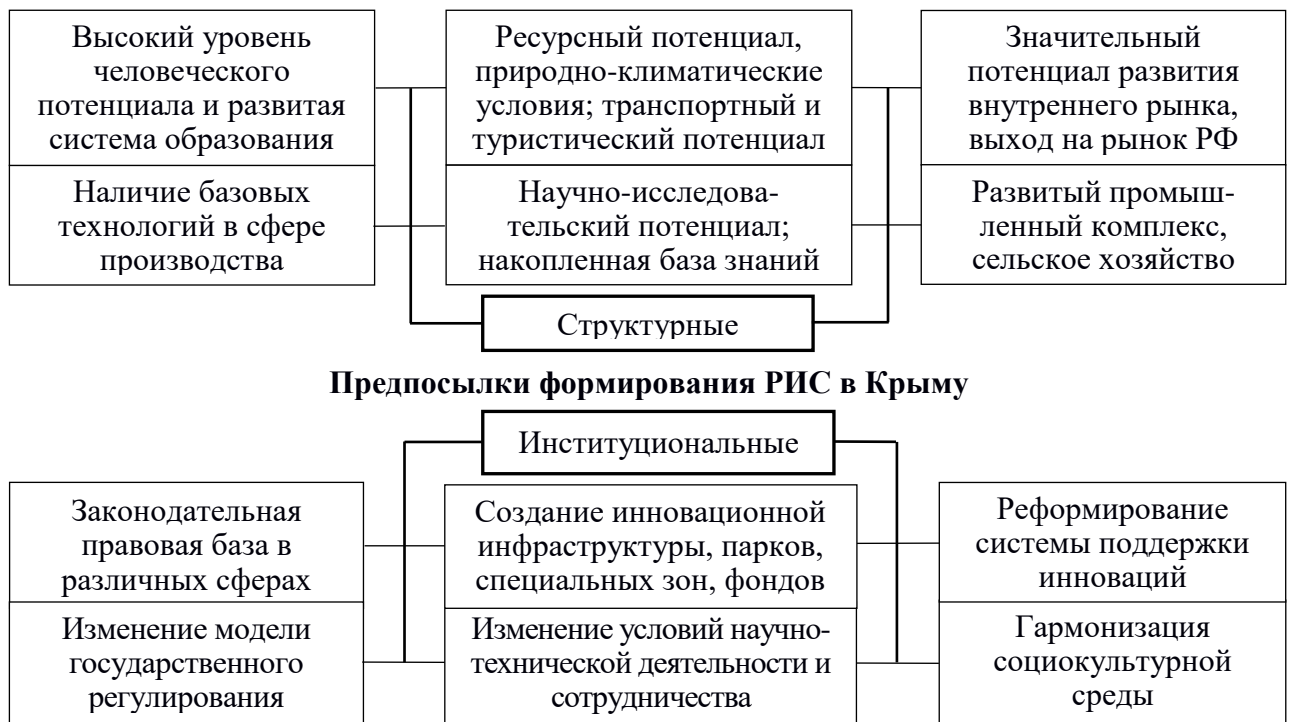 Высокий уровень
человеческого
потенциала и развитая
система образования
Ресурсный потенциал,
природно-климатические
условия; транспортный и
туристический потенциал
Значительный
потенциал развития
внутреннего рынка,
выход на рынок РФ
Наличие базовых
технологий в сфере
производства
Научно-исследова-
тельский потенциал;
накопленная база знаний
Развитый промыш-
ленный комплекс,
сельское хозяйство
Структурные
Предпосылки формирования РИС в Крыму
Институциональные
Законодательная
правовая база в
различных сферах
Создание инновационной
инфраструктуры, парков,
специальных зон, фондов
Реформирование
системы поддержки
инноваций
Изменение модели
государственного
регулирования
Изменение условий научно-
технической деятельности и
сотрудничества
Гармонизация
социокультурной
среды